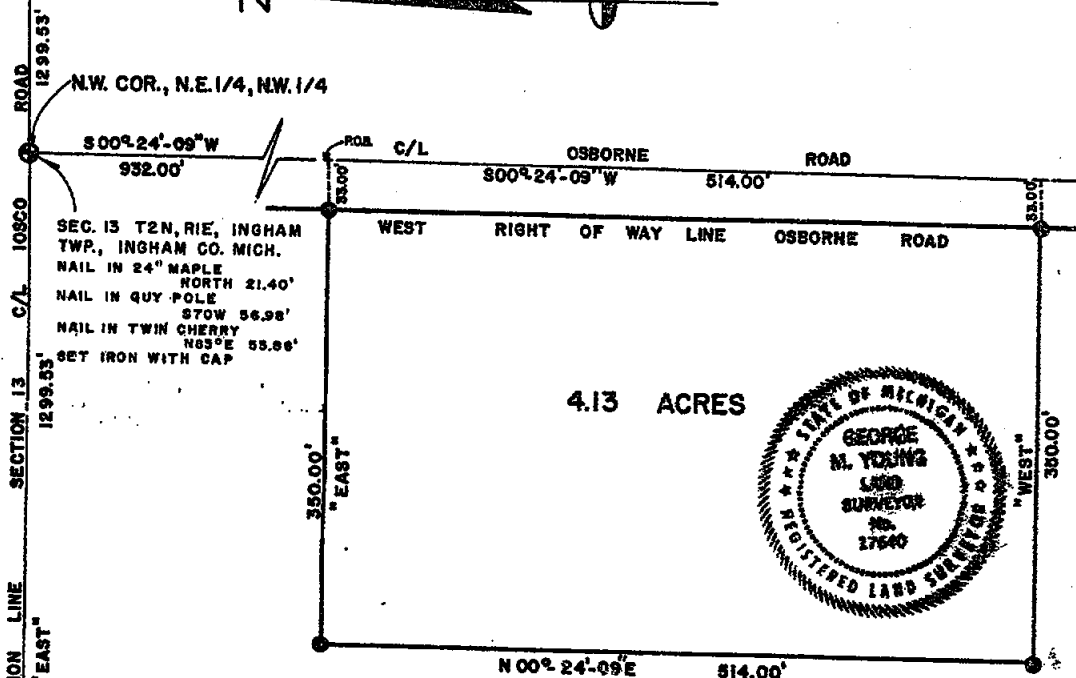 1299.53'
ROAD
N.W. COR., N.E.1/4, N.W.1/4
S 00°-24'-09" W
932.00'
P.O.B.
C/L OSBORNE ROAD
S00°-24'-09" W 514.00'
33.00'
33.00'
WEST RIGHT OF WAY LINE OSBORNE ROAD
SEC. 13 T2N, R1E, INGHAM
TWP., INGHAM CO. MICH.
NAIL IN 24" MAPLE
NORTH 21.40'
NAIL IN GUY POLE
S70W 56.98'
NAIL IN TWIN CHERRY
N85°E 55.86'
SET IRON WITH CAP
SECTION 13 C/L IOSCO
1299.53'
LINE
"EAST"
350.00'
"EAST"
4.13 ACRES
STATE OF MICHIGAN
REGISTERED LAND SURVEYOR
GEORGE
M. YOUNG
LAND
SURVEYOR
No.
17640
"WEST"
350.00'
N 00°-24'-09"E 514.00'